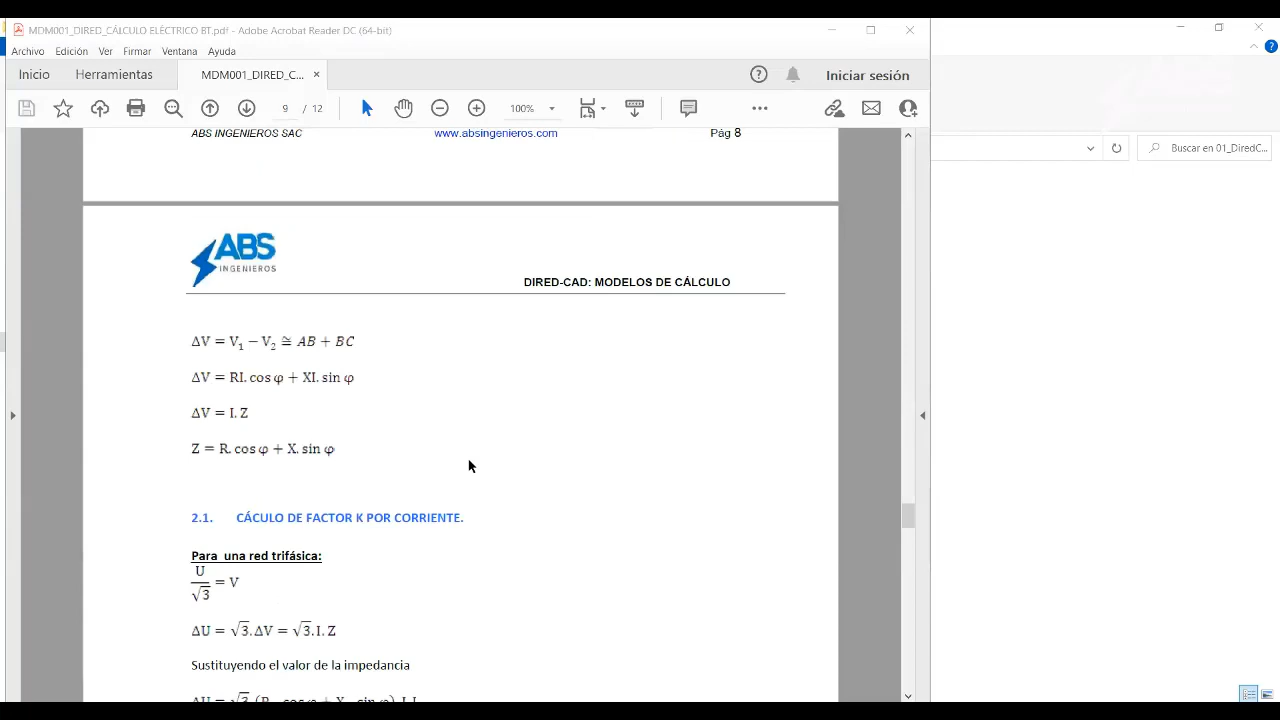 MDM001_DIRED_CÁLCULO ELÉCTRICO BT.pdf - Adobe Acrobat Reader DC (64-bit)
Archivo Edición Ver Firmar Ventana Ayuda
Inicio Herramientas MDM001_DIRED_C... × Iniciar sesión
9 / 12 100%
Buscar en 01_DiredC...
ABS INGENIEROS SAC www.absingenieros.com Pág 8
ABS
INGENIEROS
DIRED-CAD: MODELOS DE CÁLCULO
ΔV = V₁ − V₂ ≅ AB + BC
ΔV = RI. cos φ + XI. sin φ
ΔV = I. Z
Z = R. cos φ + X. sin φ
2.1. CÁCULO DE FACTOR K POR CORRIENTE.
Para una red trifásica:
U
√3 = V
ΔU = √3. ΔV = √3. I. Z
Sustituyendo el valor de la impedancia